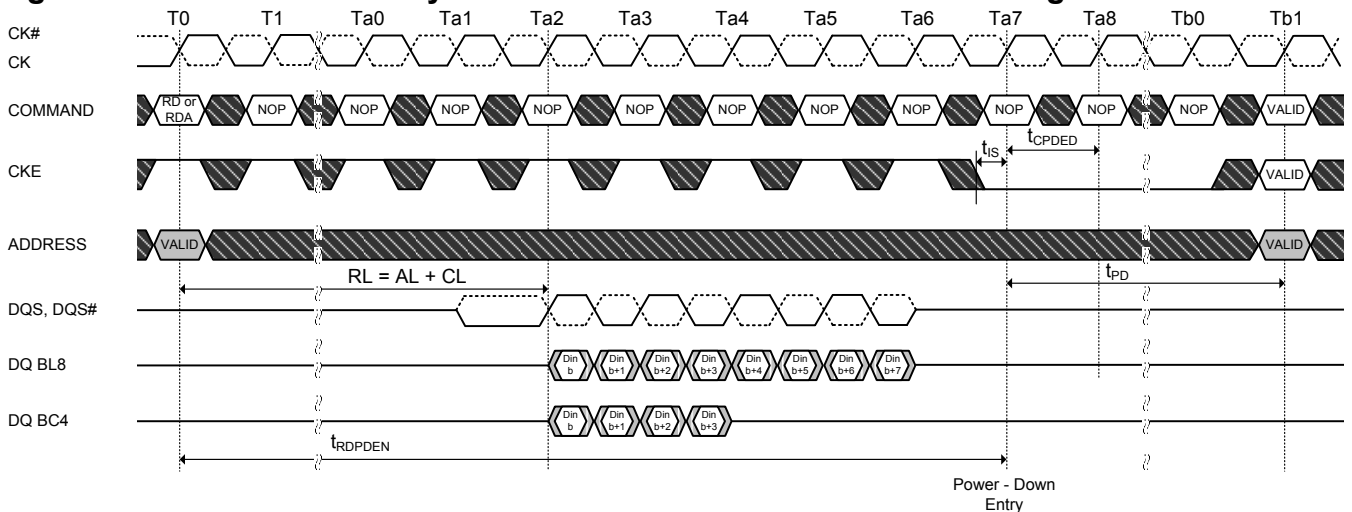 T0 T1 Ta0 Ta1 Ta2 Ta3 Ta4 Ta5 Ta6 Ta7 Ta8 Tb0 Tb1
CK#
CK
COMMAND
RD or
RDA
NOP NOP NOP NOP NOP NOP NOP NOP NOP NOP NOP VALID
tIS
tCPDED
CKE
VALID
ADDRESS
VALID
VALID
RL = AL + CL
tPD
DQS, DQS#
DQ BL8
Din Din Din Din Din Din Din Din
b b+1 b+2 b+3 b+4 b+5 b+6 b+7
DQ BC4
Din Din Din Din
b b+1 b+2 b+3
tRDPDEN
Power - Down
Entry